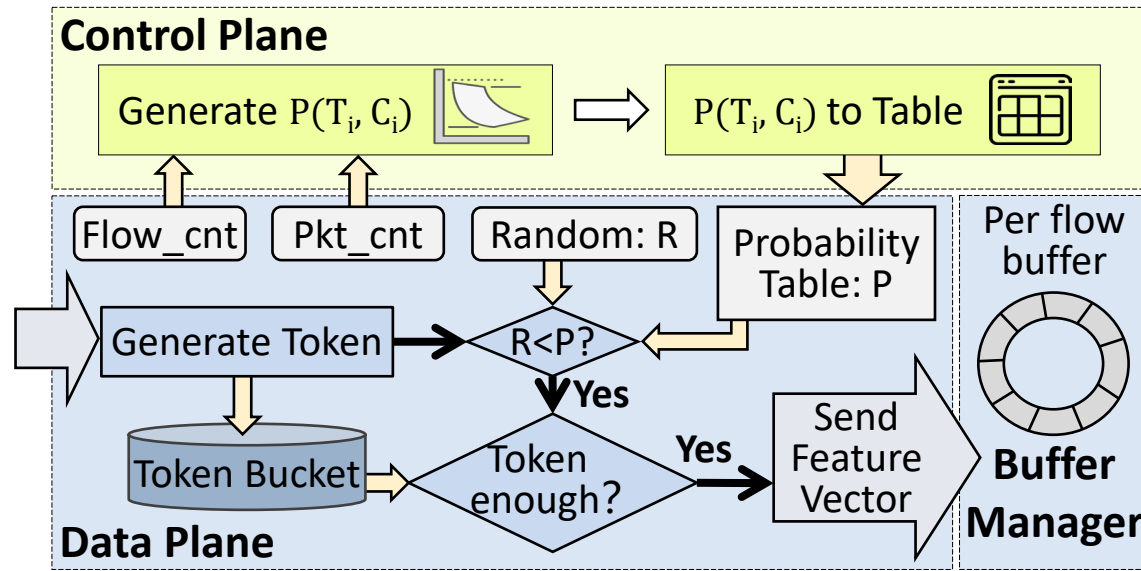 Control Plane
Generate P(Tᵢ, Cᵢ)
P(Tᵢ, Cᵢ) to Table
Flow_cnt
Pkt_cnt
Random: R
Probability
Table: P
Per flow
buffer
Generate Token
R<P?
Yes
Token Bucket
Token
enough?
Yes
Send
Feature
Vector
Buffer
Manager
Data Plane